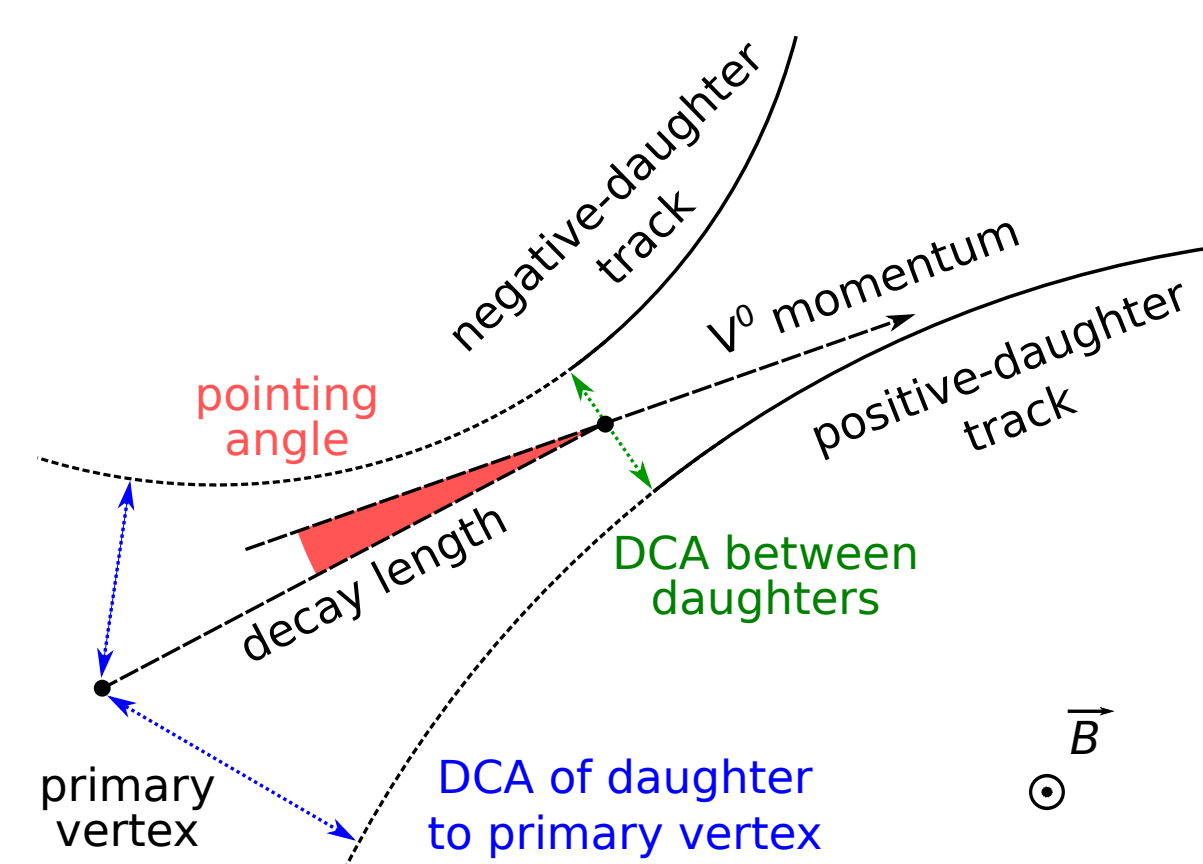 negative-daughter
track
V⁰ momentum
positive-daughter
track
pointing
angle
decay length
DCA between
daughters
B
primary
vertex
DCA of daughter
to primary vertex